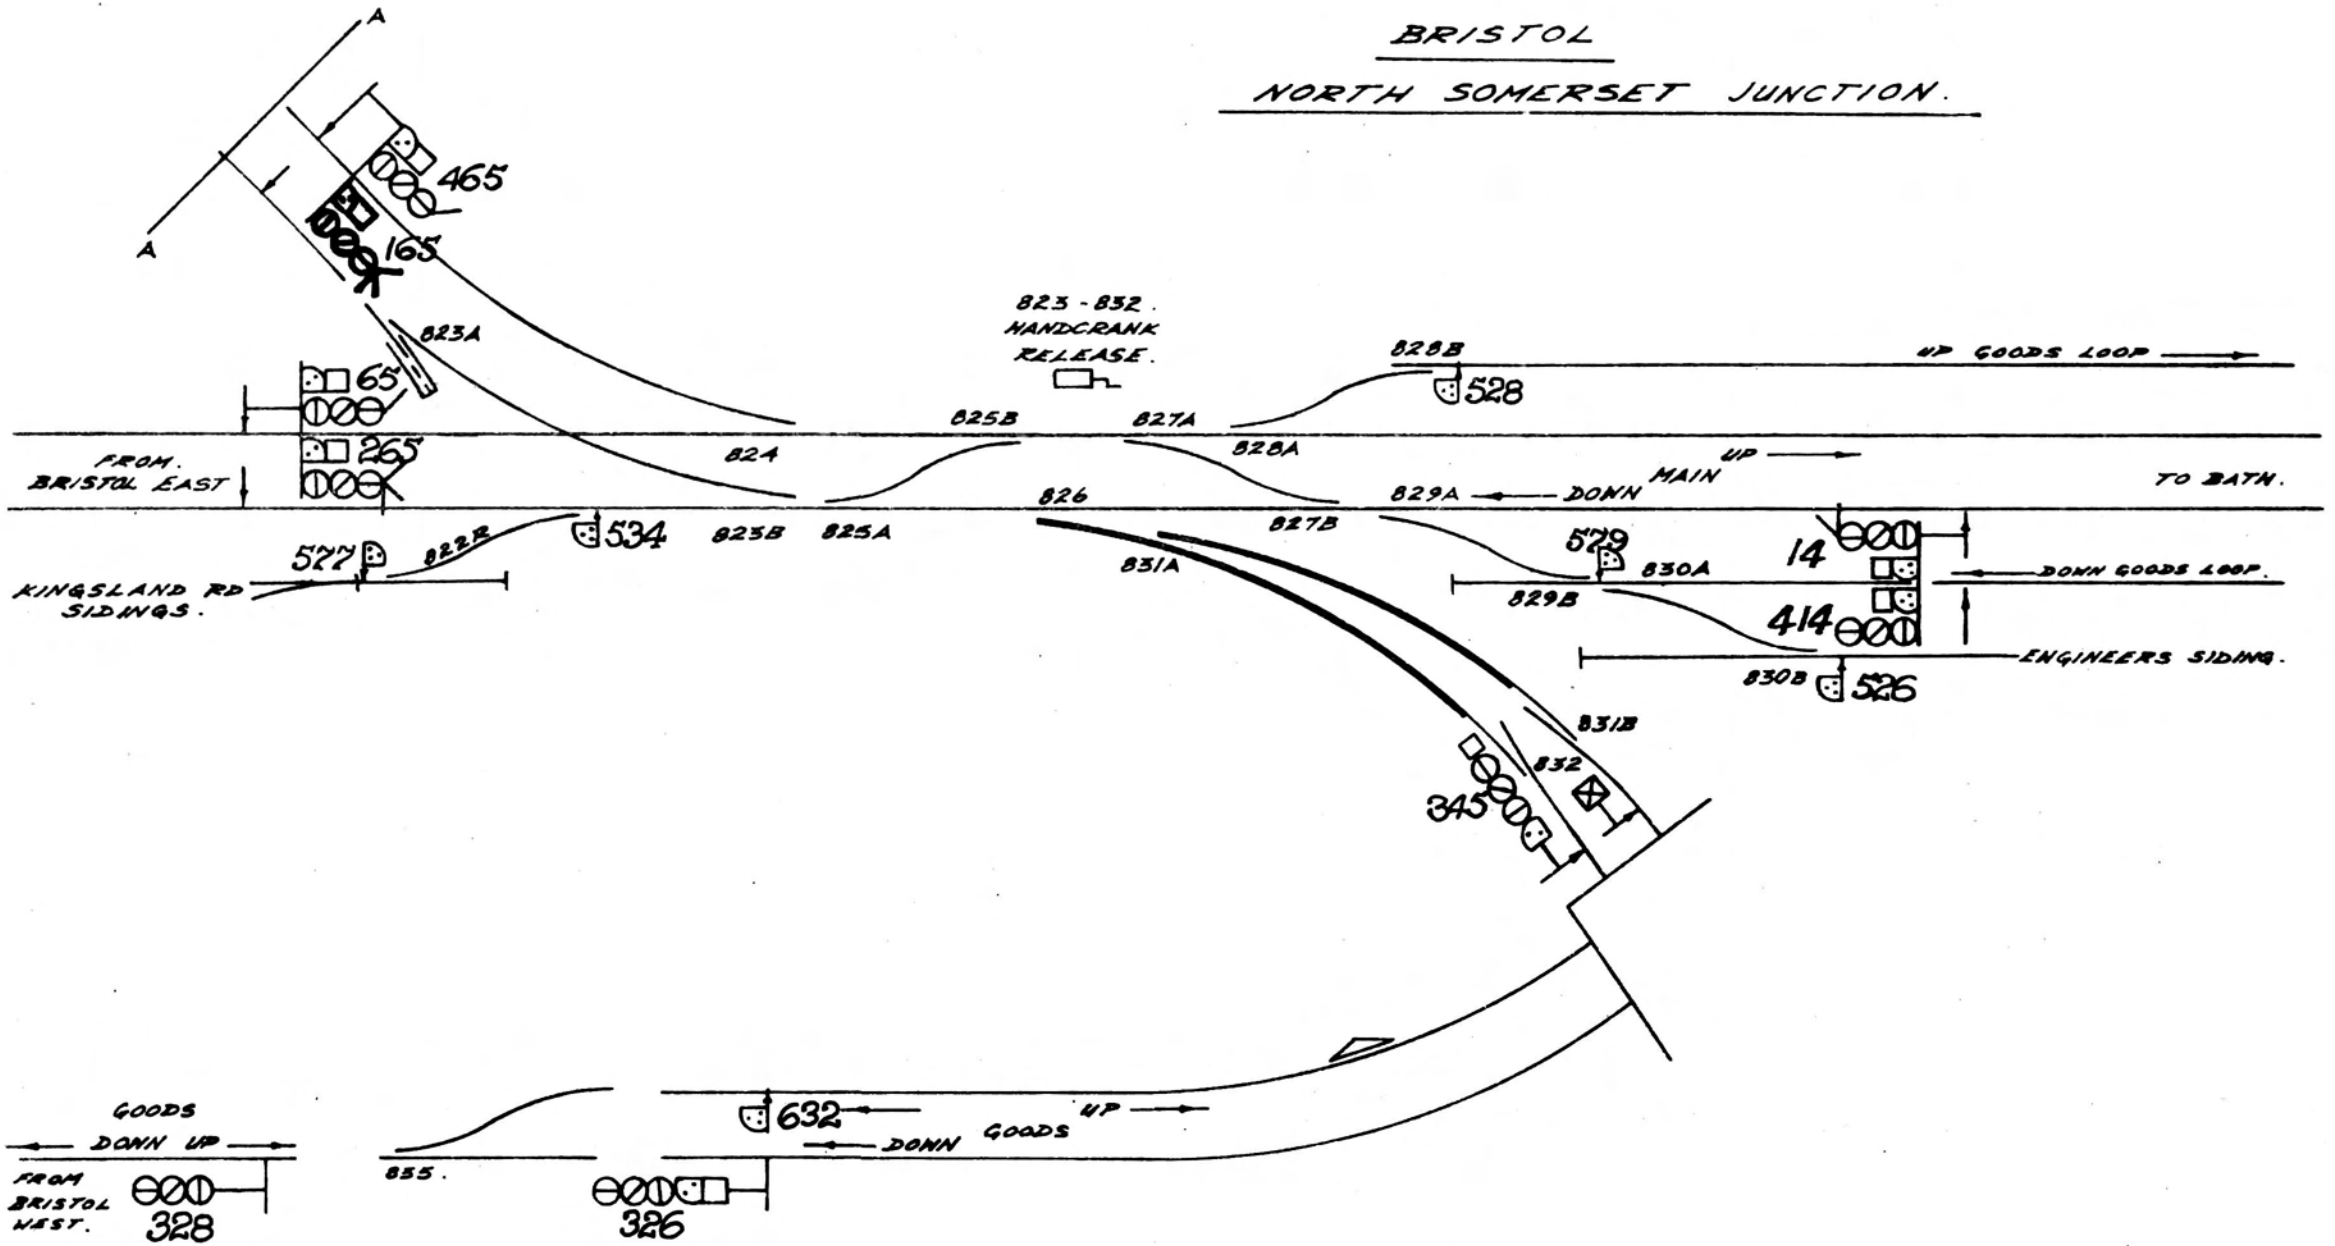 BRISTOL
NORTH SOMERSET JUNCTION.
A
A
465
165
823A
65
265
823 - 832.
HANDCRANK
RELEASE.
828B
528
UP GOODS LOOP
825B
827A
828A
824
FROM.
BRISTOL EAST
UP
MAIN
DOWN
TO BATH.
829A
826
827B
823B
825A
534
822R
577
KINGSLAND RD
SIDINGS.
831A
579
830A
829B
14
DOWN GOODS LOOP.
414
ENGINEERS SIDING.
830B
526
831B
832
345
GOODS
DOWN UP
632
UP
DOWN
GOODS
835.
FROM
BRISTOL
WEST.
328
326